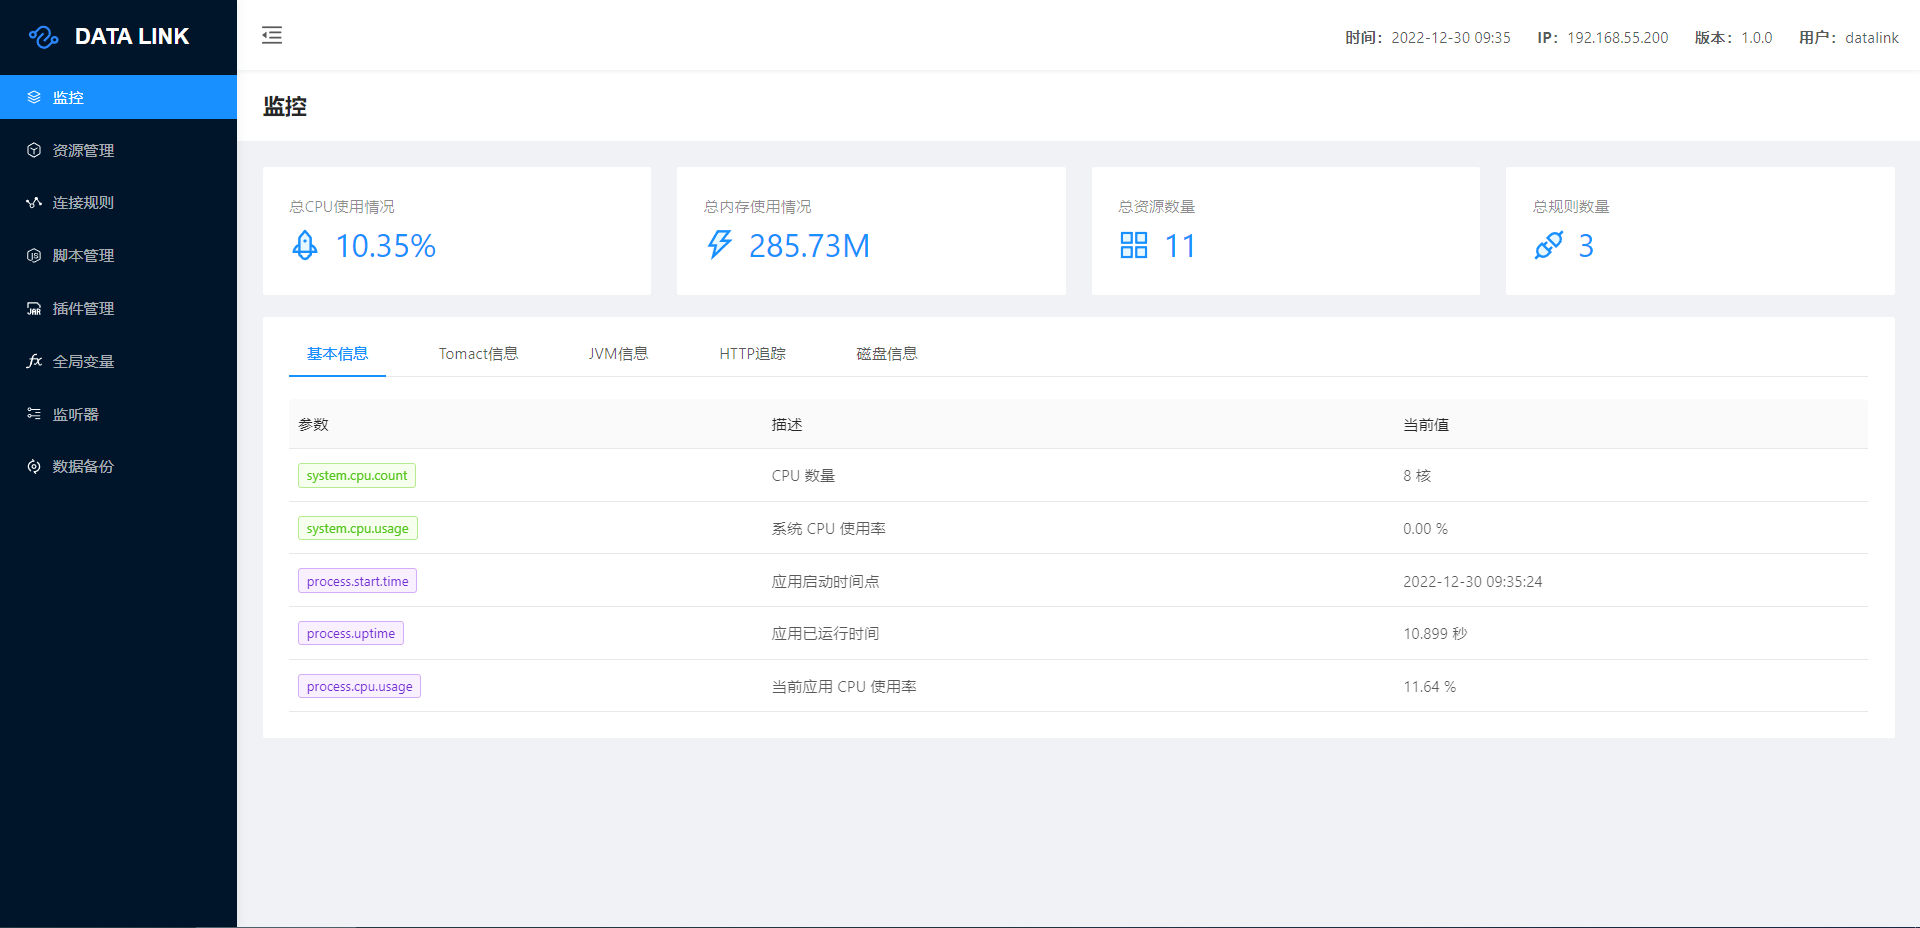 DATA LINK
时间：2022-12-30 09:35 IP：192.168.55.200 版本：1.0.0 用户：datalink
监控
资源管理
连接规则
脚本管理
插件管理
全局变量
监听器
数据备份
监控
总CPU使用情况
10.35%
总内存使用情况
285.73M
总资源数量
11
总规则数量
3
基本信息 Tomact信息 JVM信息 HTTP追踪 磁盘信息
参数 描述 当前值
system.cpu.count CPU 数量 8 核
system.cpu.usage 系统 CPU 使用率 0.00 %
process.start.time 应用启动时间点 2022-12-30 09:35:24
process.uptime 应用已运行时间 10.899 秒
process.cpu.usage 当前应用 CPU 使用率 11.64 %